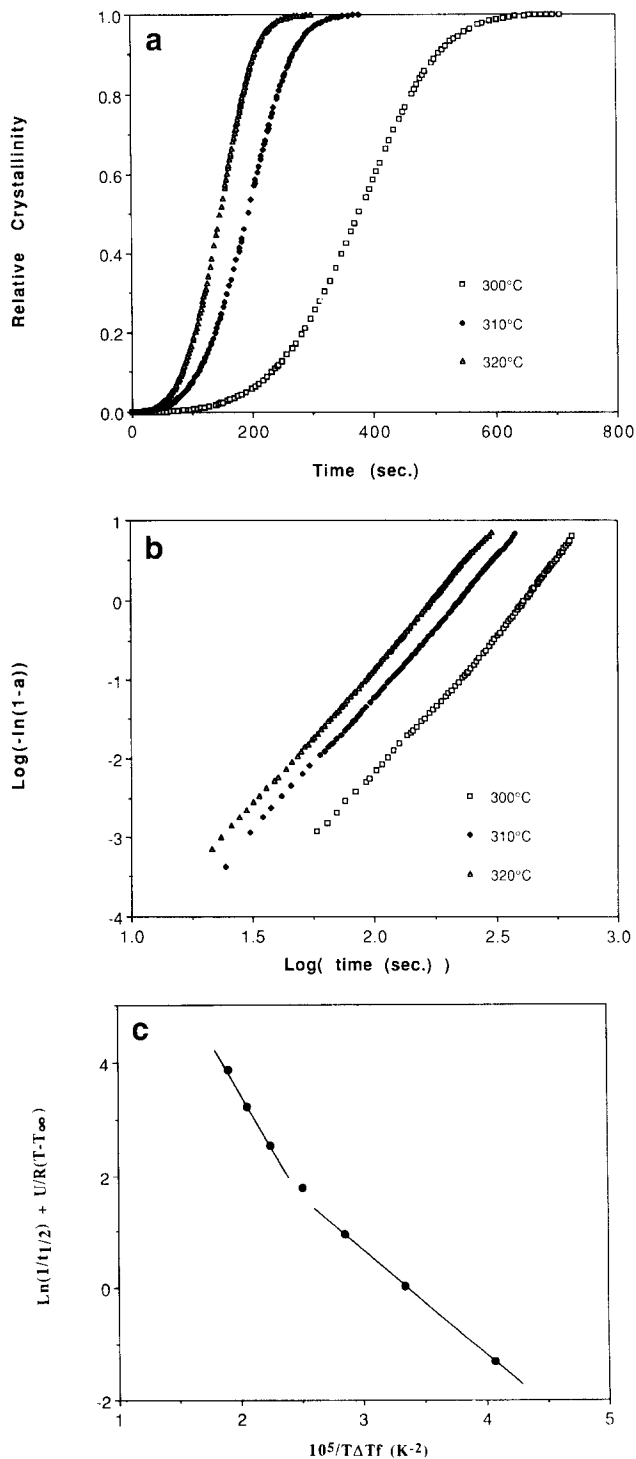 a
1.0
0.8
0.6
0.4
0.2
0.0
Relative Crystallinity
300°C
310°C
320°C
0 200 400 600 800
Time (sec.)
b
1
0
-1
-2
-3
-4
Log(-ln(1-a))
300°C
310°C
320°C
1.0 1.5 2.0 2.5 3.0
Log( time (sec.) )
c
4
2
0
-2
Ln(1/t1/2) + U/R(T-T∞)
1 2 3 4 5
10⁵/TΔTf (K⁻²)